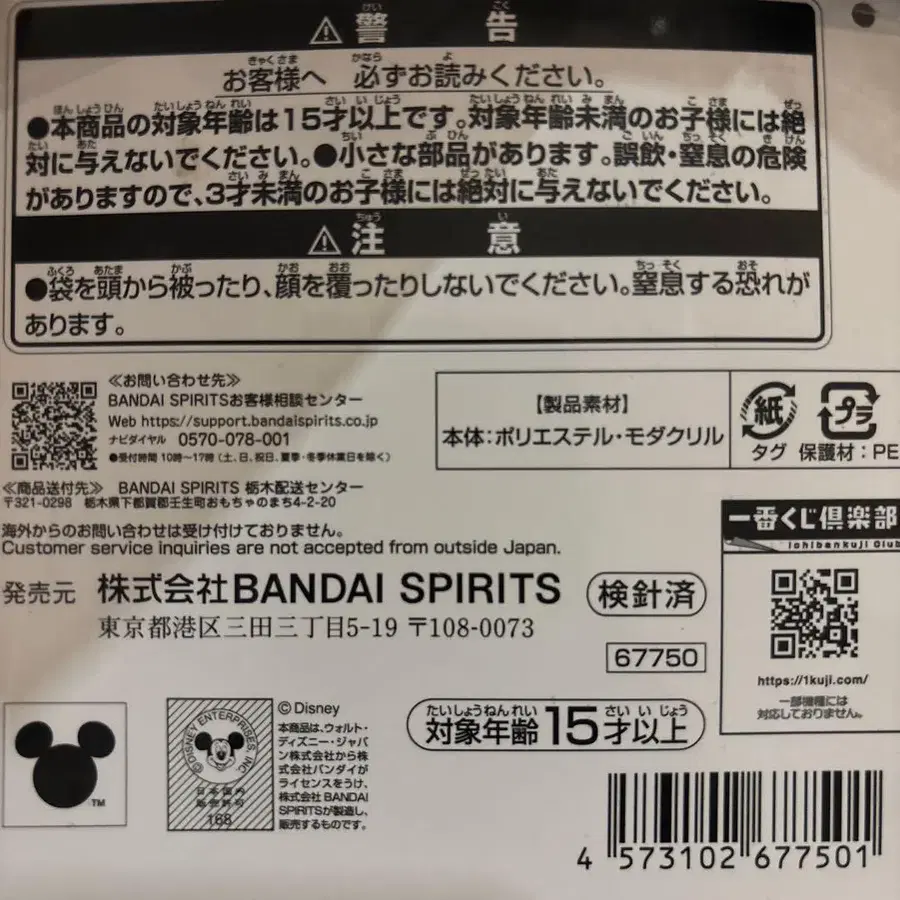 ⚠警 告
お客様へ 必ずお読みください。
●本商品の対象年齢は15才以上です。対象年齢未満のお子様には絶
対に与えないでください。●小さな部品があります。誤飲・窒息の危険
がありますので、3才未満のお子様には絶対に与えないでください。
⚠注 意
●袋を頭から被ったり、顔を覆ったりしないでください。窒息する恐れが
あります。
≪お問い合わせ先≫
BANDAI SPIRITSお客様相談センター
Web https://support.bandaispirits.co.jp
ナビダイヤル 0570-078-001
●受付時間 10時〜17時(土、日、祝日、夏季・冬季休業日を除く)
【製品素材】
本体:ポリエステル・モダクリル
紙
タグ
プラ
保護材:PE
≪商品送付先≫ BANDAI SPIRITS 栃木配送センター
〒321-0298 栃木県下都賀郡壬生町おもちゃのまち4-2-20
海外からのお問い合わせは受け付けておりません。
Customer service inquiries are not accepted from outside Japan.
発売元 株式会社BANDAI SPIRITS
東京都港区三田三丁目5-19 〒108-0073
検針済
67750
一番くじ倶楽部
Ichibankuji Club
https://1kuji.com/
一部機種には
対応しておりません。
TM
©DISNEY ENTERPRISES, INC.
日本国内
販売許可
168
©Disney
本商品は、ウォルト・
ディズニー・ジャパ
ン株式会社から株
式会社バンダイが
ライセンスをうけ、
株式会社 BANDAI
SPIRITSが製造し、
販売するものです。
対象年齢15才以上
4 573102 677501